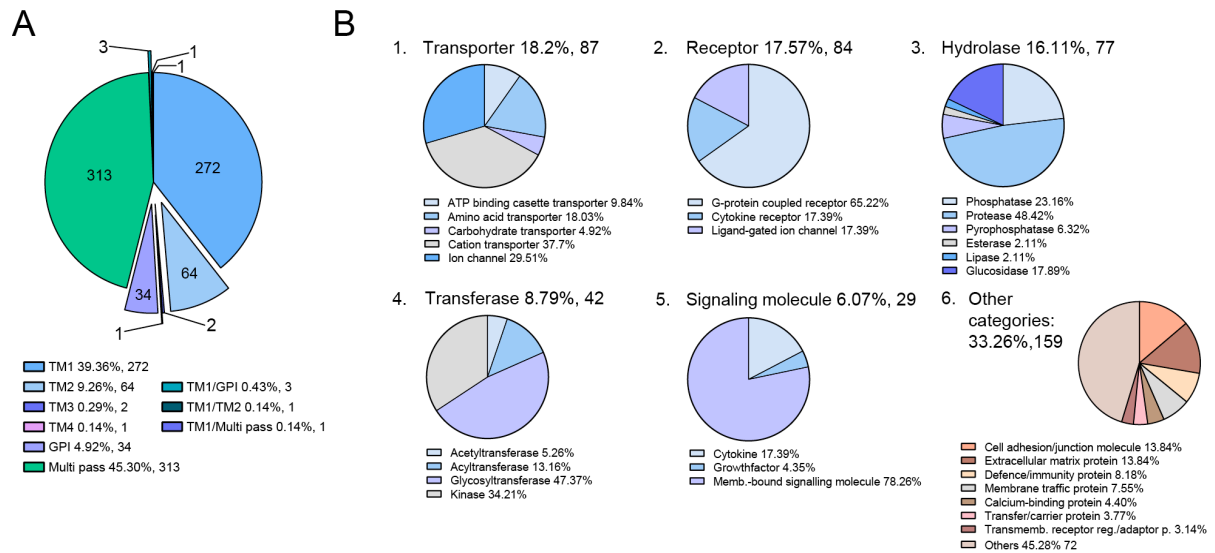 A
3
1
1
313
272
64
34
1
2
TM1 39.36%, 272
TM2 9.26%, 64
TM3 0.29%, 2
TM4 0.14%, 1
GPI 4.92%, 34
Multi pass 45.30%, 313
TM1/GPI 0.43%, 3
TM1/TM2 0.14%, 1
TM1/Multi pass 0.14%, 1
B
1. Transporter 18.2%, 87
ATP binding casette transporter 9.84%
Amino acid transporter 18.03%
Carbohydrate transporter 4.92%
Cation transporter 37.7%
Ion channel 29.51%
2. Receptor 17.57%, 84
G-protein coupled receptor 65.22%
Cytokine receptor 17.39%
Ligand-gated ion channel 17.39%
3. Hydrolase 16.11%, 77
Phosphatase 23.16%
Protease 48.42%
Pyrophosphatase 6.32%
Esterase 2.11%
Lipase 2.11%
Glucosidase 17.89%
4. Transferase 8.79%, 42
Acetyltransferase 5.26%
Acyltransferase 13.16%
Glycosyltransferase 47.37%
Kinase 34.21%
5. Signaling molecule 6.07%, 29
Cytokine 17.39%
Growthfactor 4.35%
Memb.-bound signalling molecule 78.26%
6. Other
categories:
33.26%,159
Cell adhesion/junction molecule 13.84%
Extracellular matrix protein 13.84%
Defence/immunity protein 8.18%
Membrane traffic protein 7.55%
Calcium-binding protein 4.40%
Transfer/carrier protein 3.77%
Transmemb. receptor reg./adaptor p. 3.14%
Others 45.28% 72